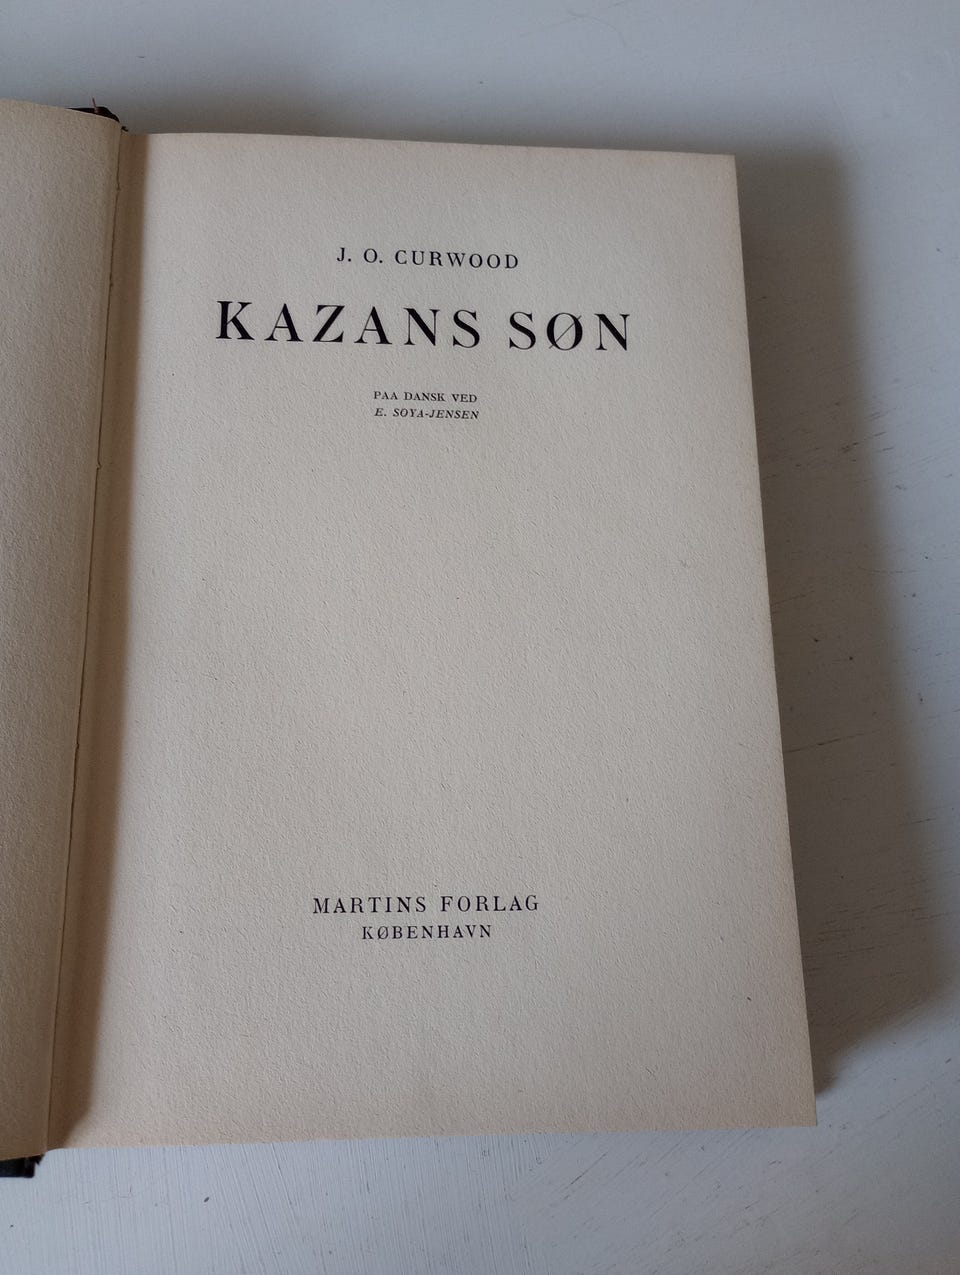 J. O. CURWOOD
KAZANS SØN
PAA DANSK VED
E. SOYA-JENSEN
MARTINS FORLAG
KØBENHAVN